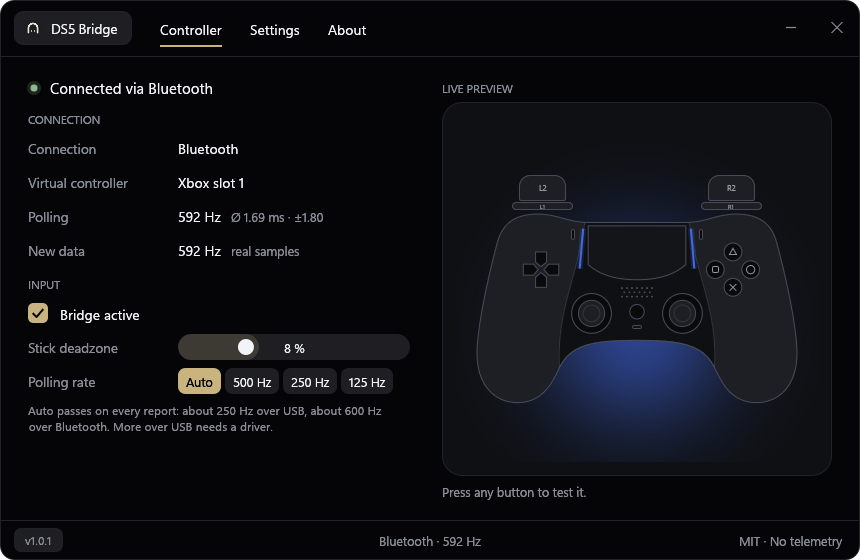 DS5 Bridge
Controller
Settings
About
Connected via Bluetooth
CONNECTION
Connection Bluetooth
Virtual controller Xbox slot 1
Polling 592 Hz Ø 1.69 ms · ±1.80
New data 592 Hz real samples
INPUT
Bridge active
Stick deadzone 8 %
Polling rate Auto 500 Hz 250 Hz 125 Hz
Auto passes on every report: about 250 Hz over USB, about 600 Hz
over Bluetooth. More over USB needs a driver.
LIVE PREVIEW
L2
L1
R2
R1
Press any button to test it.
v1.0.1
Bluetooth · 592 Hz
MIT · No telemetry